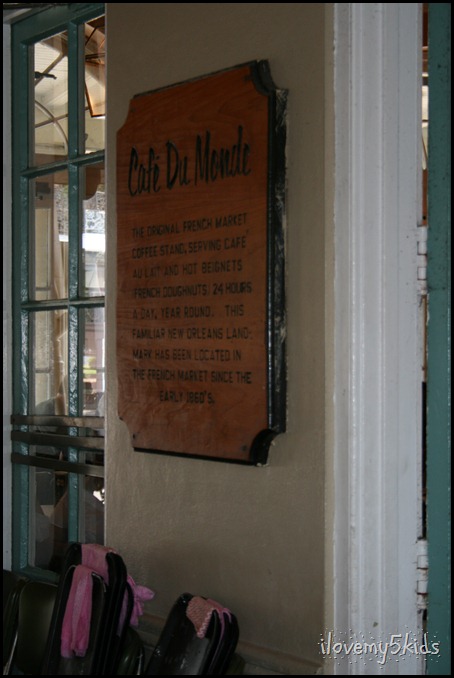 Café Du Monde
THE ORIGINAL FRENCH MARKET
COFFEE STAND, SERVING CAFÉ
AU LAIT AND HOT BEIGNETS
FRENCH DOUGHNUTS, 24 HOURS
A DAY, YEAR ROUND. THIS
FAMILIAR NEW ORLEANS LAND-
MARK HAS BEEN LOCATED IN
THE FRENCH MARKET SINCE THE
EARLY 1860'S.
ilovemy5kids